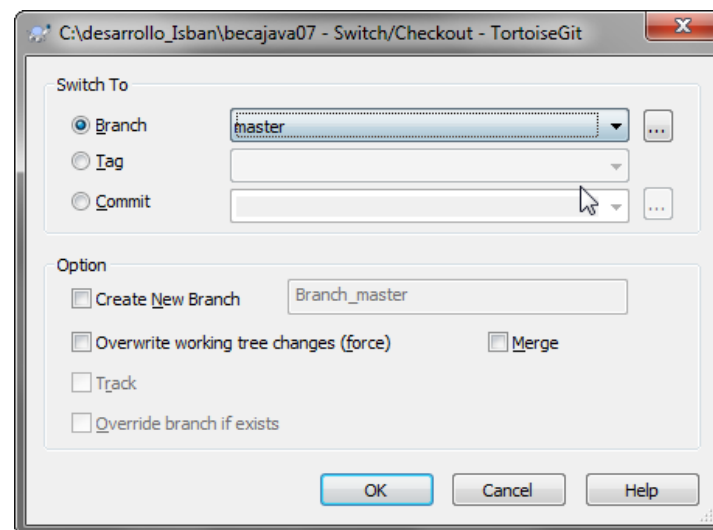 C:\desarrollo_Isban\becajava07 - Switch/Checkout - TortoiseGit
Switch To
Branch
master
...
Tag
Commit
...
Option
Create New Branch
Branch_master
Overwrite working tree changes (force)
Merge
Track
Override branch if exists
OK
Cancel
Help